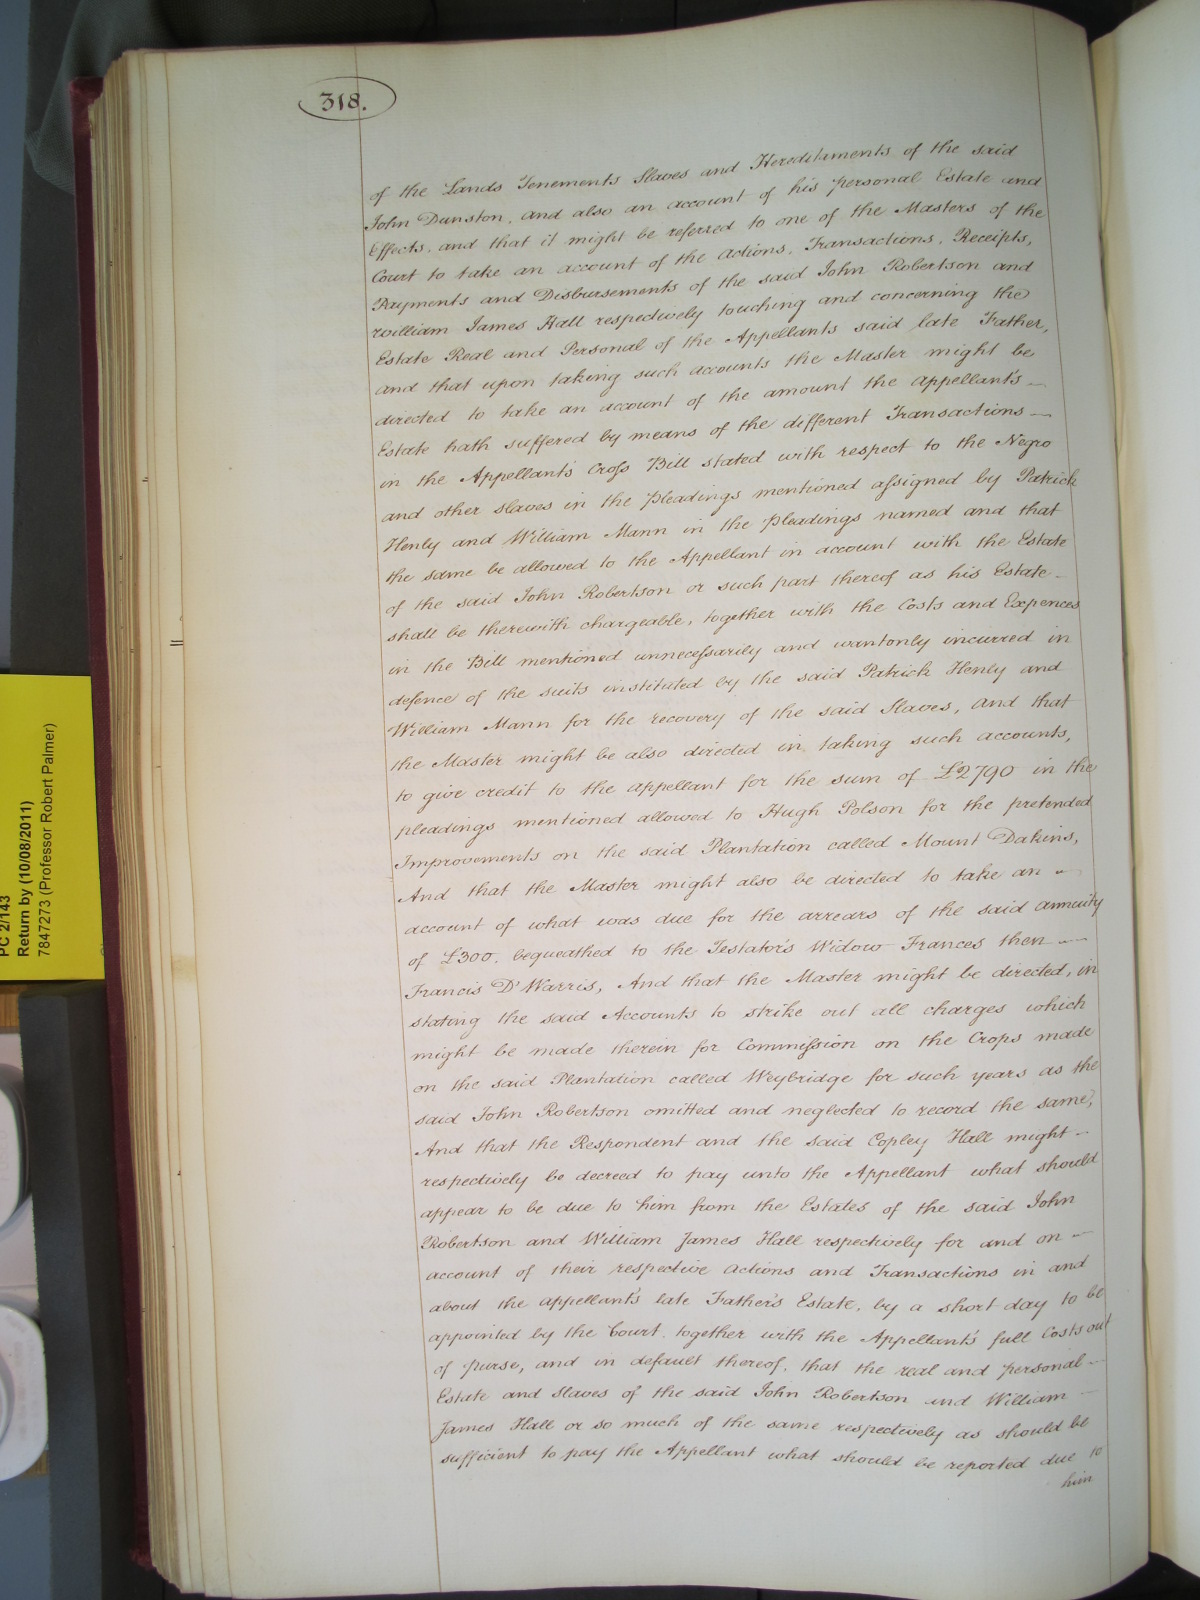 318.
of the Lands Tenements Slaves and Hereditaments of the said
John Dunston, and also an account of his personal Estate and
Effects, and that it might be referred to one of the Masters of the
Court to take an account of the Actions, Transactions, Receipts,
Payments and Disbursements of the said John Robertson and
William James Hall respectively touching and concerning the
Estate Real and Personal of the Appellants said late Father,
and that upon taking such accounts the Master might be
directed to take an account of the amount the Appellant's —
Estate hath suffered by means of the different Transactions —
in the Appellant's Cross Bill stated with respect to the Negro
and other slaves in the pleadings mentioned assigned by Patrick
Henly and William Mann in the pleadings named and that
the same be allowed to the Appellant in account with the Estate
of the said John Robertson or such part thereof as his Estate –
shall be therewith chargeable, together with the Costs and Expences
in the Bill mentioned unnecessarily and wantonly incurred in
defence of the suits instituted by the said Patrick Henly and
William Mann for the recovery of the said Slaves, And that
the Master might be also directed in taking such accounts,
to give credit to the Appellant for the sum of £2790 in the
pleadings mentioned allowed to Hugh Polson for the pretended
Improvements on the said Plantation called Mount Dakins,
And that the Master might also be directed to take an –
account of what was due for the arrears of the said Annuity
of £300. bequeathed to the Testator's Widow Frances then —
Francis D'Warris, And that the Master might be directed, in
stating the said Accounts to strike out all charges which
might be made therein for Commission on the Crops made
on the said Plantation called Weybridge for such years as the
said John Robertson omitted and neglected to record the same,
And that the Respondent and the said Copley Hall might –
respectively be decreed to pay unto the Appellant what should
appear to be due to him from the Estates of the said John
Robertson and William James Hall respectively for and on –
account of their respective Actions and Transactions in and
about the Appellant's late Father's Estate, by a short day to be
appointed by the Court, together with the Appellant's full Costs out
of purse, and in default thereof, that the real and personal –
Estate and Slaves of the said John Robertson and William –
James Hall or so much of the same respectively as should be
sufficient to pay the Appellant what should be reported due to
him
PC 2/143
Return by (10/08/2011)
7847273 (Professor Robert Palmer)